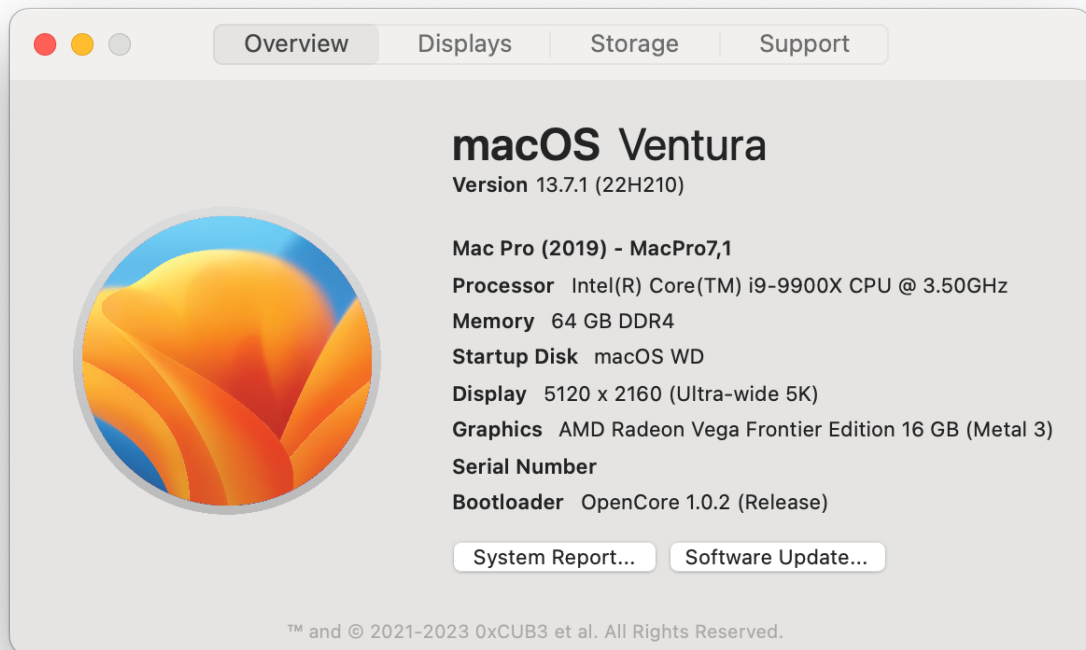 Overview Displays Storage Support
macOS Ventura
Version 13.7.1 (22H210)
Mac Pro (2019) - MacPro7,1
Processor Intel(R) Core(TM) i9-9900X CPU @ 3.50GHz
Memory 64 GB DDR4
Startup Disk macOS WD
Display 5120 x 2160 (Ultra-wide 5K)
Graphics AMD Radeon Vega Frontier Edition 16 GB (Metal 3)
Serial Number
Bootloader OpenCore 1.0.2 (Release)
System Report... Software Update...
™ and © 2021-2023 0xCUB3 et al. All Rights Reserved.